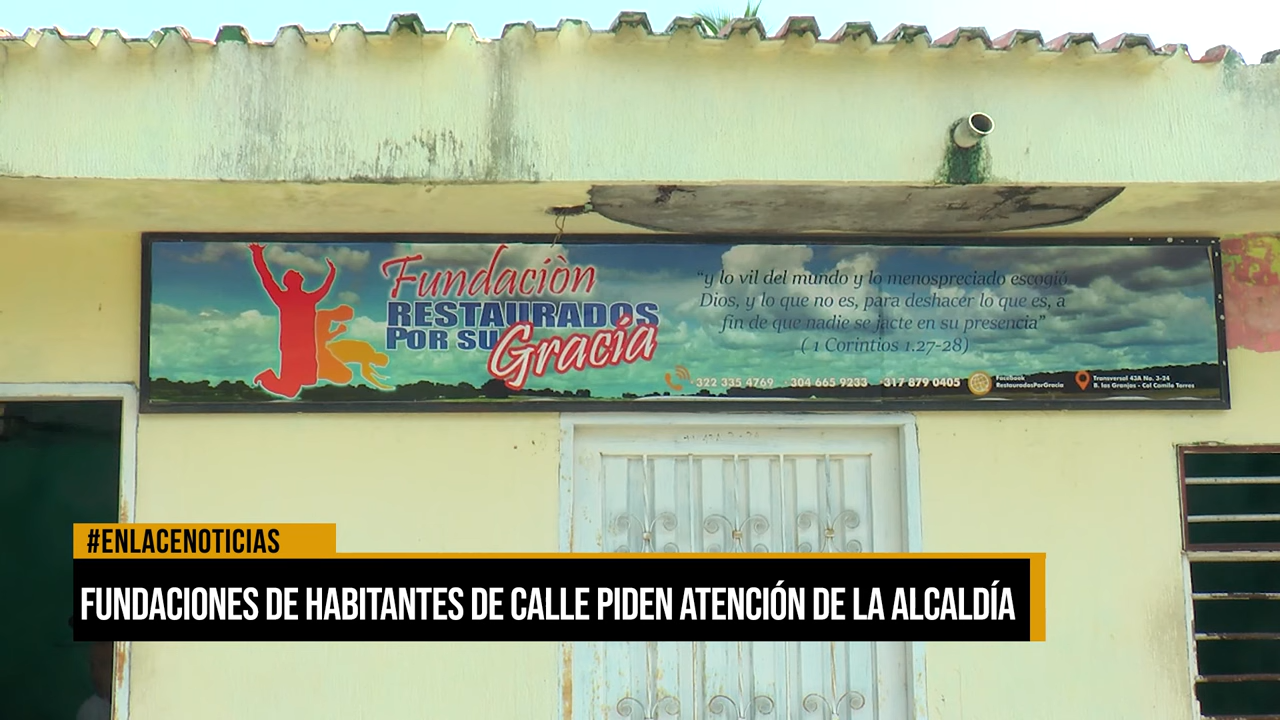 Fundaciòn
RESTAURADOS
POR SU Gracia
"y lo vil del mundo y lo menospreciado escogió
Dios, y lo que no es, para deshacer lo que es, a
fin de que nadie se jacte en su presencia"
( 1 Corintios 1.27-28)
322 335 4769 304 665 9233 317 879 0405
Facebook
RestauradosPorGracia
Transversal 43A No. 3-24
B. las Granjas - Cel Camilo Torres
#ENLACENOTICIAS
FUNDACIONES DE HABITANTES DE CALLE PIDEN ATENCIÓN DE LA ALCALDÍA